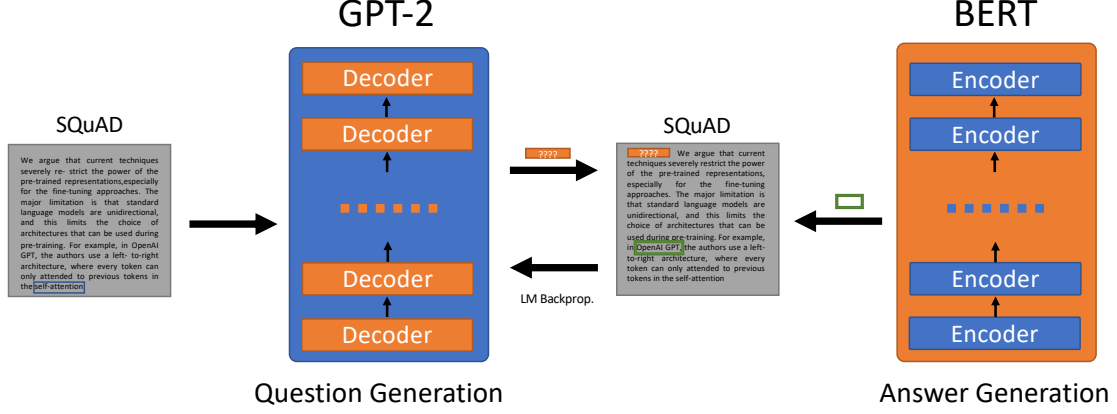 GPT-2
BERT
SQuAD
We argue that current techniques
severely re- strict the power of the
pre-trained representations,especially
for the fine-tuning approaches. The
major limitation is that standard
language models are unidirectional,
and this limits the choice of
architectures that can be used during
pre-training. For example, in OpenAI
GPT, the authors use a left- to-right
architecture, where every token can
only attended to previous tokens in
the self-attention
Decoder
Decoder
Decoder
Decoder
Question Generation
????
LM Backprop.
SQuAD
???? We argue that current
techniques severely restrict the power
of the pre-trained representations,
especially for the fine-tuning
approaches. The major limitation is
that standard language models are
unidirectional, and this limits the
choice of architectures that can be
used during pre-training. For example,
in OpenAI GPT, the authors use a left-
to-right architecture, where every
token can only attended to previous
tokens in the self-attention
Encoder
Encoder
Encoder
Encoder
Answer Generation